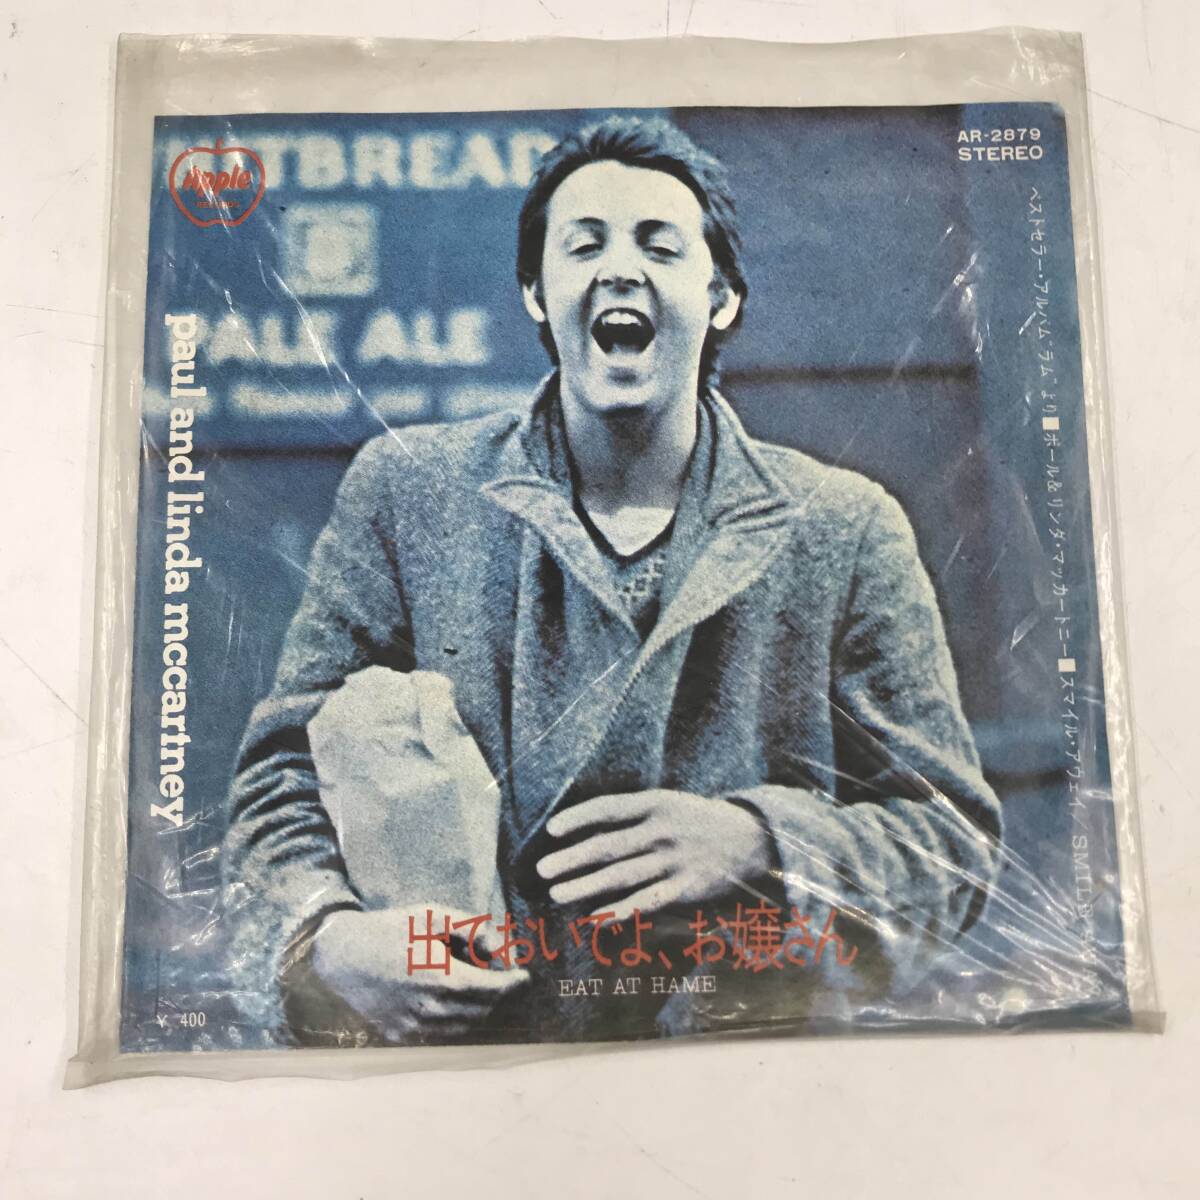 Apple
RECORDS
TBREAD
PALE ALE
AR-2879
STEREO
paul and linda mccartney
ベストセラー・アルバム“ラム”より■ポール&リンダ・マッカートニー■スマイル・アウェイ/SMILE AWAY
出ておいでよ、お嬢さん
EAT AT HAME
¥ 400